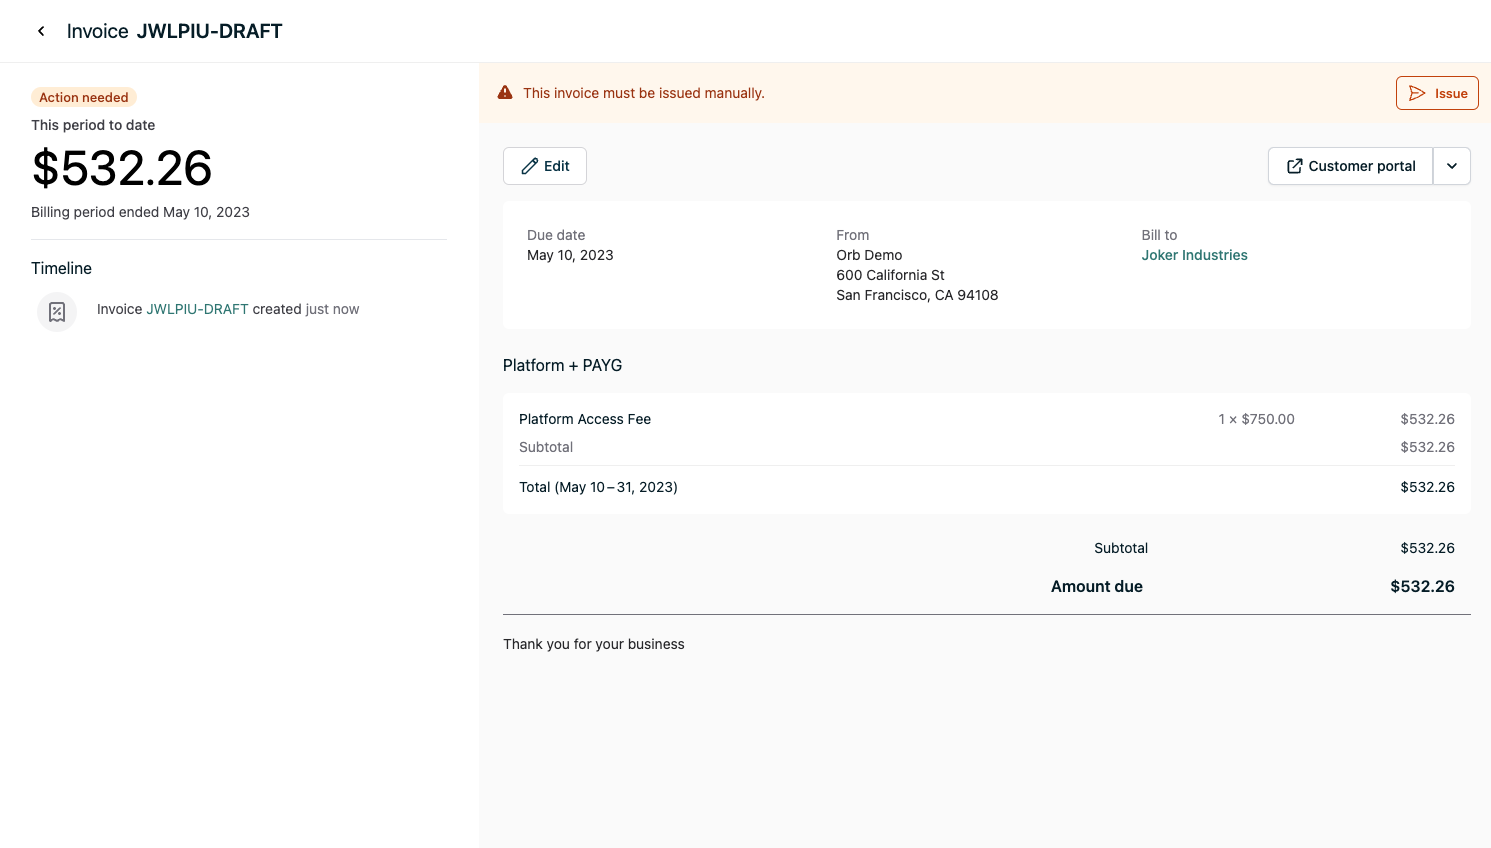 Invoice JWLPIU-DRAFT
Action needed
This period to date
$532.26
Billing period ended May 10, 2023
Timeline
Invoice JWLPIU-DRAFT created just now
This invoice must be issued manually.
Issue
Edit
Customer portal
Due date
May 10, 2023
From
Orb Demo
600 California St
San Francisco, CA 94108
Bill to
Joker Industries
Platform + PAYG
Platform Access Fee 1 × $750.00 $532.26
Subtotal $532.26
Total (May 10–31, 2023) $532.26
Subtotal $532.26
Amount due $532.26
Thank you for your business